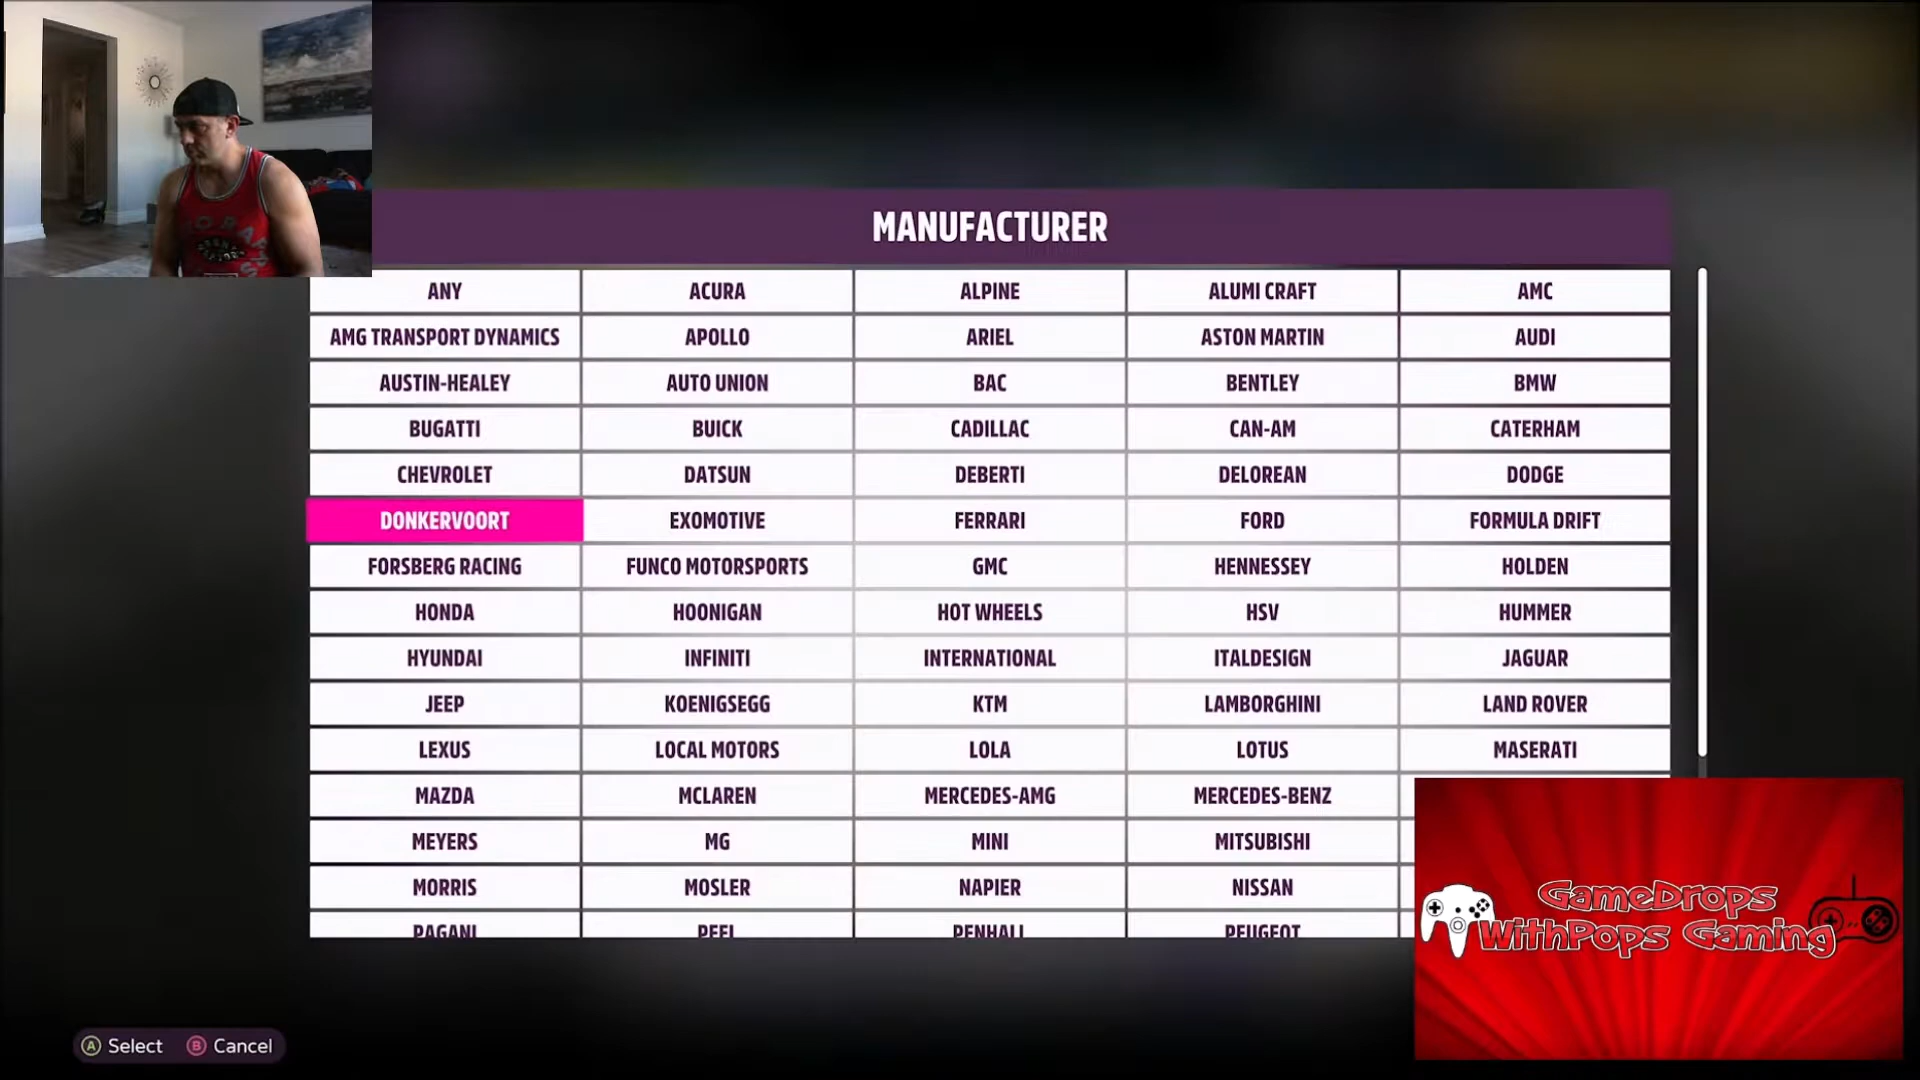 MANUFACTURER
ANY ACURA ALPINE ALUMI CRAFT AMC
AMG TRANSPORT DYNAMICS APOLLO ARIEL ASTON MARTIN AUDI
AUSTIN-HEALEY AUTO UNION BAC BENTLEY BMW
BUGATTI BUICK CADILLAC CAN-AM CATERHAM
CHEVROLET DATSUN DEBERTI DELOREAN DODGE
DONKERVOORT EXOMOTIVE FERRARI FORD FORMULA DRIFT
FORSBERG RACING FUNCO MOTORSPORTS GMC HENNESSEY HOLDEN
HONDA HOONIGAN HOT WHEELS HSV HUMMER
HYUNDAI INFINITI INTERNATIONAL ITALDESIGN JAGUAR
JEEP KOENIGSEGG KTM LAMBORGHINI LAND ROVER
LEXUS LOCAL MOTORS LOLA LOTUS MASERATI
MAZDA MCLAREN MERCEDES-AMG MERCEDES-BENZ
MEYERS MG MINI MITSUBISHI
MORRIS MOSLER NAPIER NISSAN
PAGANI PEEL PENHALL PEUGEOT
GameDrops
WithPops Gaming
A Select B Cancel